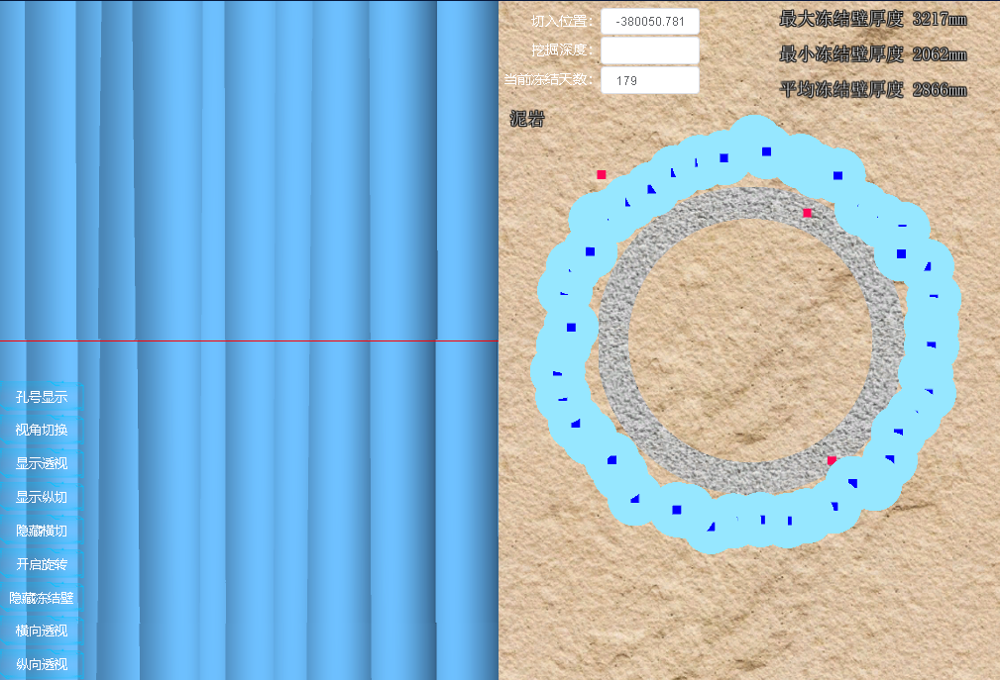 切入位置: -380050.781
挖掘深度:
当前冻结天数: 179
最大冻结壁厚度 3217mm
最小冻结壁厚度 2062mm
平均冻结壁厚度 2866mm
泥岩
孔号显示
视角切换
显示透视
显示纵切
隐藏横切
开启旋转
隐藏冻结壁
横向透视
纵向透视